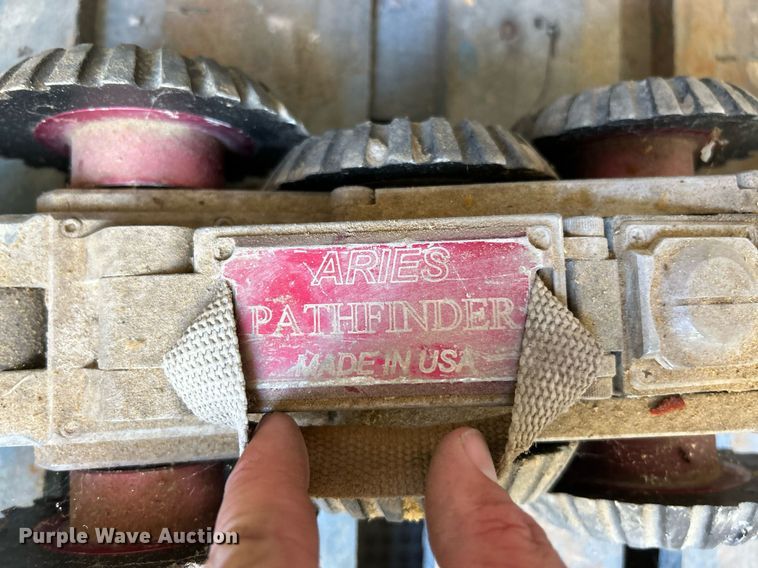 ARIES
PATHFINDER
MADE IN USA
Purple Wave Auction